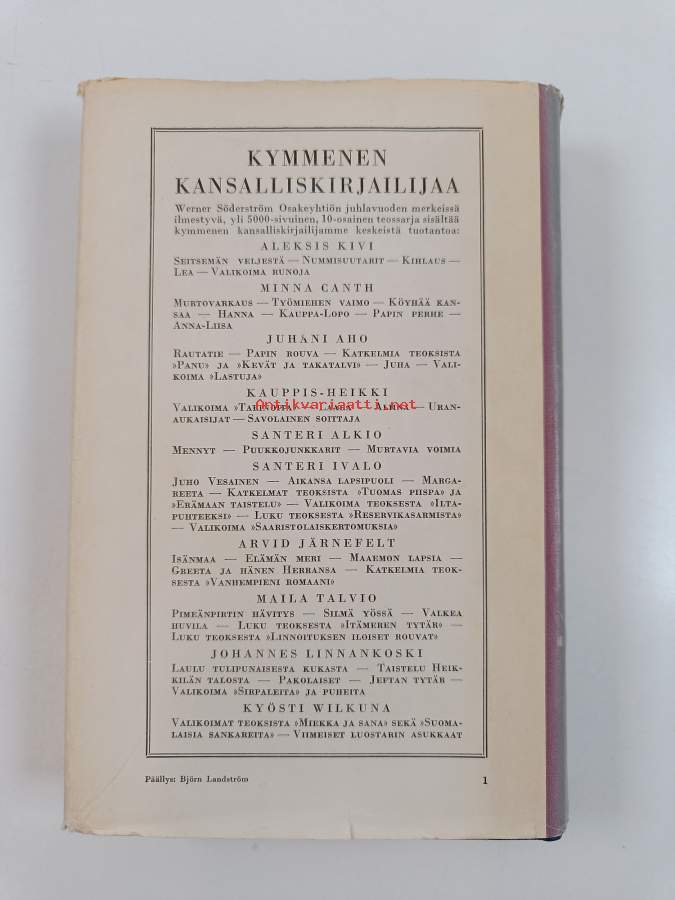 KYMMENEN
KANSALLISKIRJAILIJAA
Werner Söderström Osakeyhtiön juhlavuoden merkeissä
ilmestyvä, yli 5000-sivuinen, 10-osainen teossarja sisältää
kymmenen kansalliskirjailijamme keskeistä tuotantoa:
ALEKSIS KIVI
SEITSEMÄN VELJESTÄ — NUMMISUUTARIT — KIHLAUS —
LEA — VALIKOIMA RUNOJA
MINNA CANTH
MURTOVARKAUS — TYÖMIEHEN VAIMO — KÖYHÄÄ KAN-
SAA — HANNA — KAUPPA-LOPO — PAPIN PERHE —
ANNA-LIISA
JUHANI AHO
RAUTATIE — PAPIN ROUVA — KATKELMIA TEOKSISTA
»PANU» JA »KEVÄT JA TAKATALVI» — JUHA — VALI-
KOIMA »LASTUJA»
KAUPPIS-HEIKKI
Antikvariaatti.net
VALIKOIMA — URAN-
AUKAISIJAT — SAVOLAINEN SOITTAJA
SANTERI ALKIO
MENNYT — PUUKKOJUNKKARIT — MURTAVIA VOIMIA
SANTERI IVALO
JUHO VESAINEN — AIKANSA LAPSIPUOLI — MARGA-
REETA — KATKELMAT TEOKSISTA »TUOMAS PIISPA» JA
»ERÄMAAN TAISTELU» — VALIKOIMA TEOKSESTA »ILTA-
PUHTEEKSI» — LUKU TEOKSESTA »RESERVIKASARMISTA»
— VALIKOIMA »SAARISTOLAISKERTOMUKSIA»
ARVID JÄRNEFELT
ISÄNMAA — ELÄMÄN MERI — MAAEMON LAPSIA —
GREETA JA HÄNEN HERRANSA — KATKELMIA TEOK-
SESTA »VANHEMPIENI ROMAANI»
MAILA TALVIO
PIMEÄNPIRTIN HÄVITYS — SILMÄ YÖSSÄ — VALKEA
HUVILA — LUKU TEOKSESTA »ITÄMEREN TYTÄR» —
LUKU TEOKSESTA »LINNOITUKSEN ILOISET ROUVAT»
JOHANNES LINNANKOSKI
LAULU TULIPUNAISESTA KUKASTA — TAISTELU HEIK-
KILÄN TALOSTA — PAKOLAISET — JEFTAN TYTÄR —
VALIKOIMA »SIRPALEITA» JA PUHEITA
KYÖSTI WILKUNA
VALIKOIMAT TEOKSISTA »MIEKKA JA SANA» SEKÄ »SUOMA-
LAISIA SANKAREITA» — VIIMEISET LUOSTARIN ASUKKAAT
Päällys: Björn Landström 1